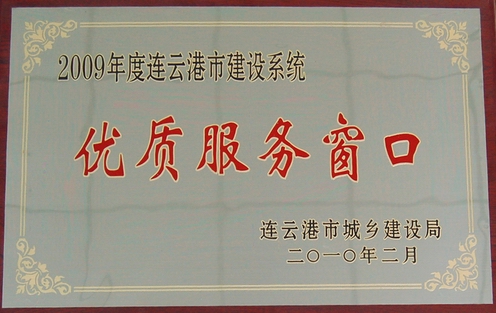 2009年度连云港市建设系统
优质服务窗口
连云港市城乡建设局
二〇一〇年二月